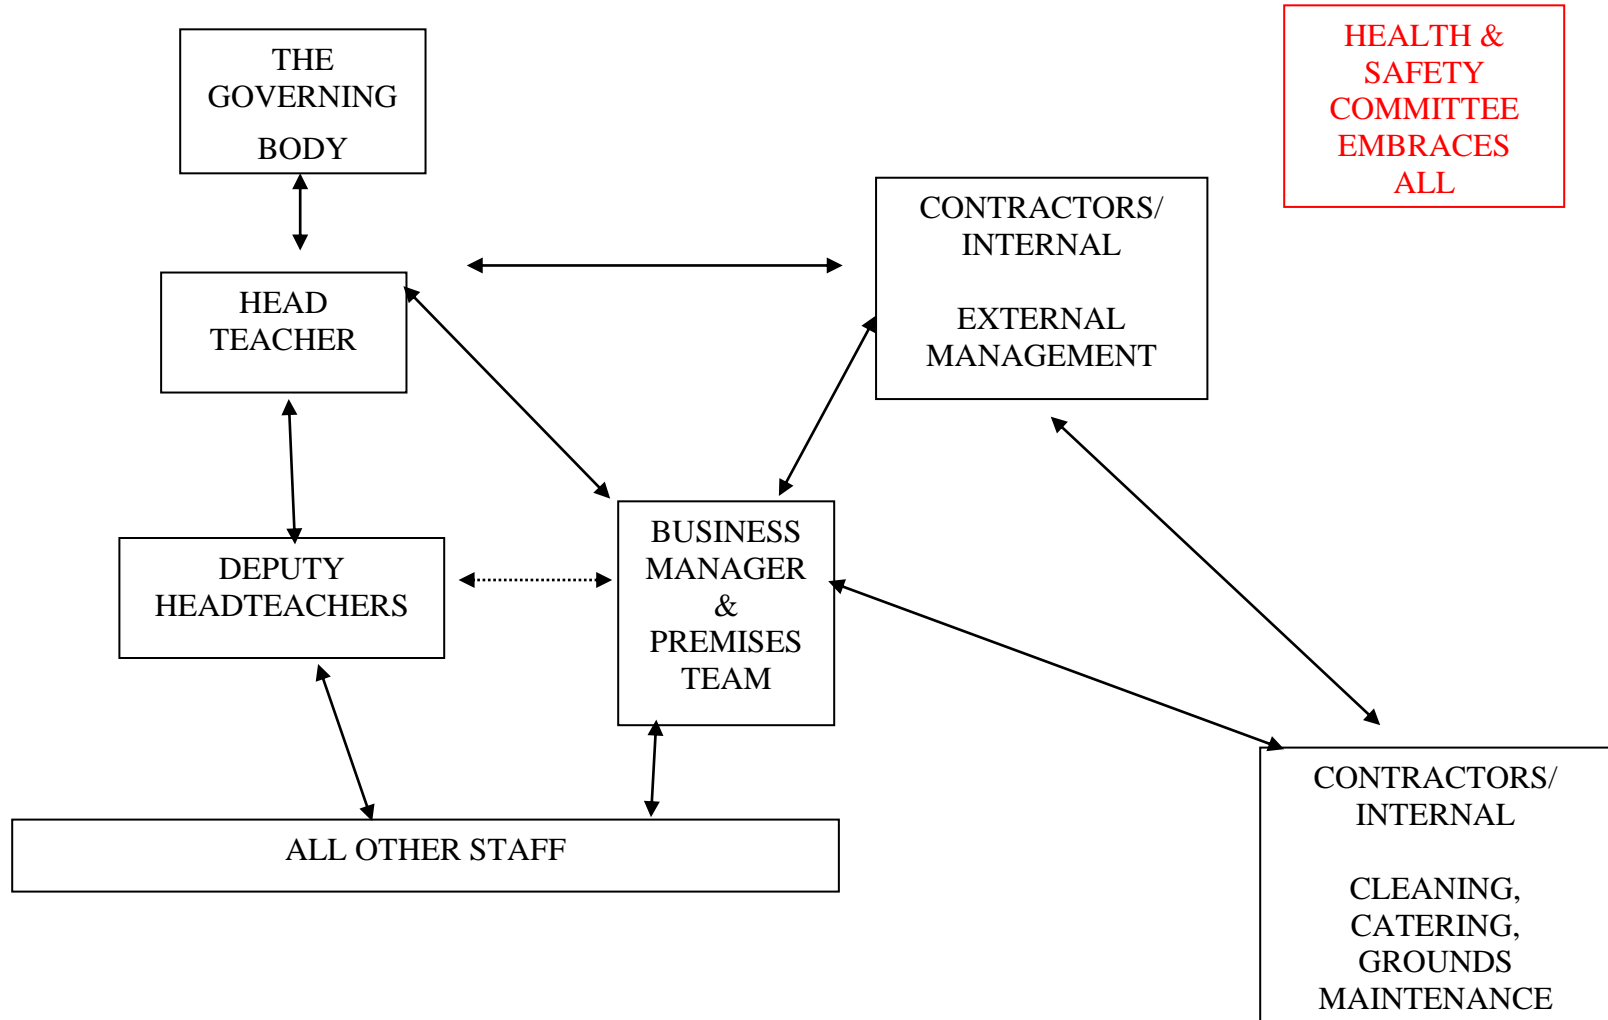 THE
GOVERNING
BODY
HEALTH &
SAFETY
COMMITTEE
EMBRACES
ALL
CONTRACTORS/
INTERNAL
EXTERNAL
MANAGEMENT
HEAD
TEACHER
DEPUTY
HEADTEACHERS
BUSINESS
MANAGER
&
PREMISES
TEAM
ALL OTHER STAFF
CONTRACTORS/
INTERNAL
CLEANING,
CATERING,
GROUNDS
MAINTENANCE